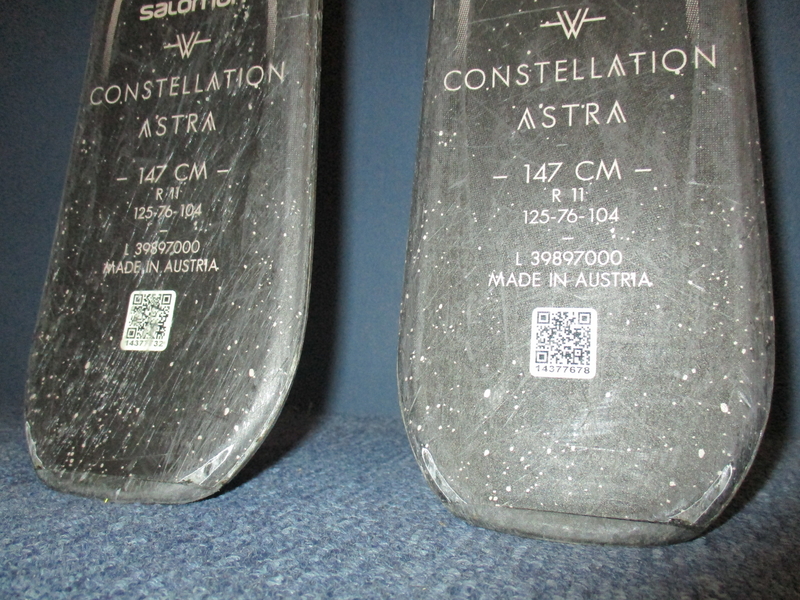 salomon
W
CONSTELLATION
ASTRA
– 147 CM –
R 11
125-76-104
–
L 39897000
MADE IN AUSTRIA
W
CONSTELLATION
ASTRA
– 147 CM –
R 11
125-76-104
–
L 39897000
MADE IN AUSTRIA
14377678